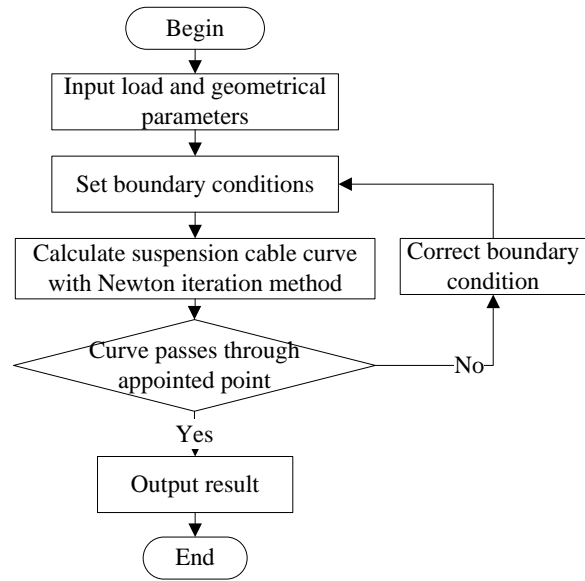 Begin
Input load and geometrical
parameters
Set boundary conditions
Calculate suspension cable curve
with Newton iteration method
Correct boundary
condition
Curve passes through
appointed point
No
Yes
Output result
End